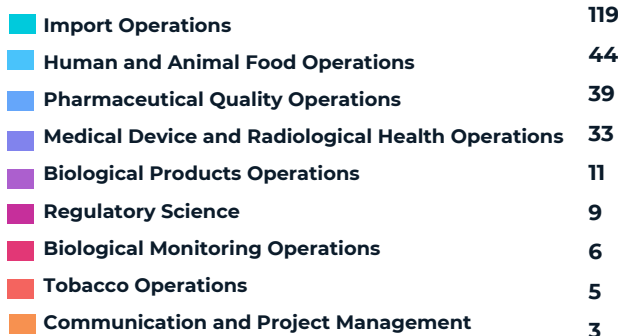 Import Operations 119
Human and Animal Food Operations 44
Pharmaceutical Quality Operations 39
Medical Device and Radiological Health Operations 33
Biological Products Operations 11
Regulatory Science 9
Biological Monitoring Operations 6
Tobacco Operations 5
Communication and Project Management 3